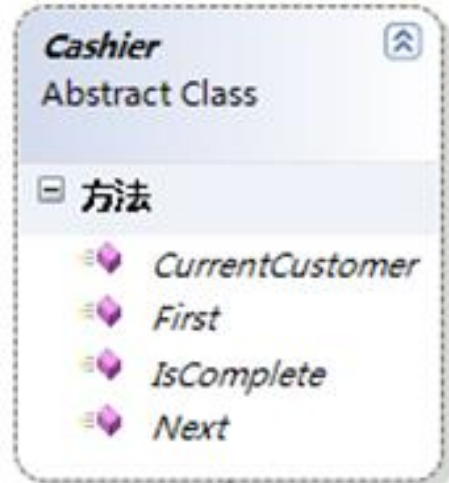 Cashier
Abstract Class
方法
CurrentCustomer
First
IsComplete
Next